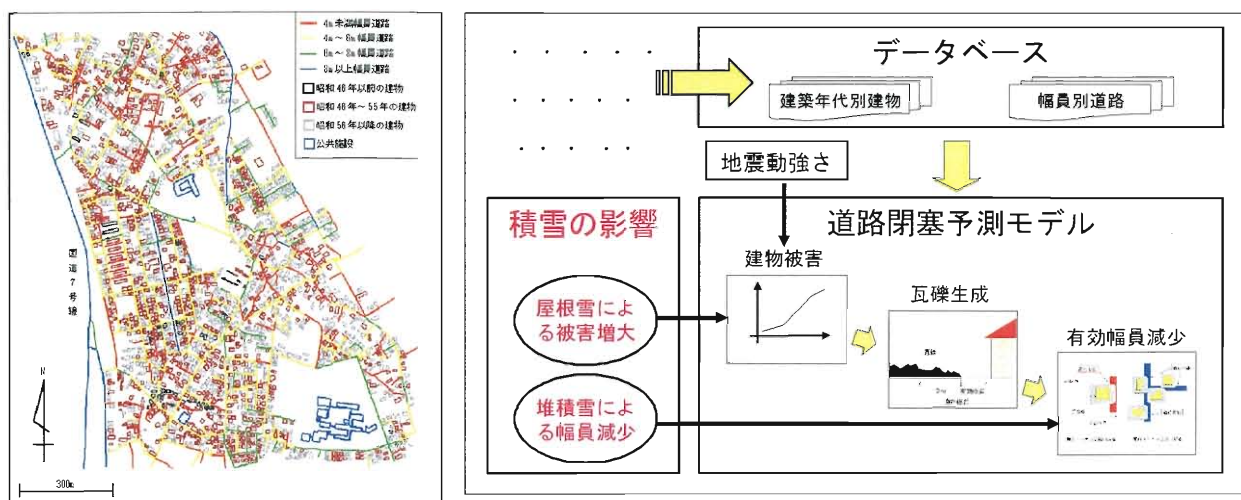 4m未満幅員道路
4m～6m幅員道路
6m～8m幅員道路
8m以上幅員道路
昭和46年以前の建物
昭和46年～55年の建物
昭和56年以降の建物
公共施設
国道7号線
N
300m
データベース
建築年代別建物
幅員別道路
地震動強さ
積雪の影響
屋根雪によ
る被害増大
堆積雪によ
る幅員減少
道路閉塞予測モデル
建物被害
瓦礫生成
瓦礫
有効幅員減少